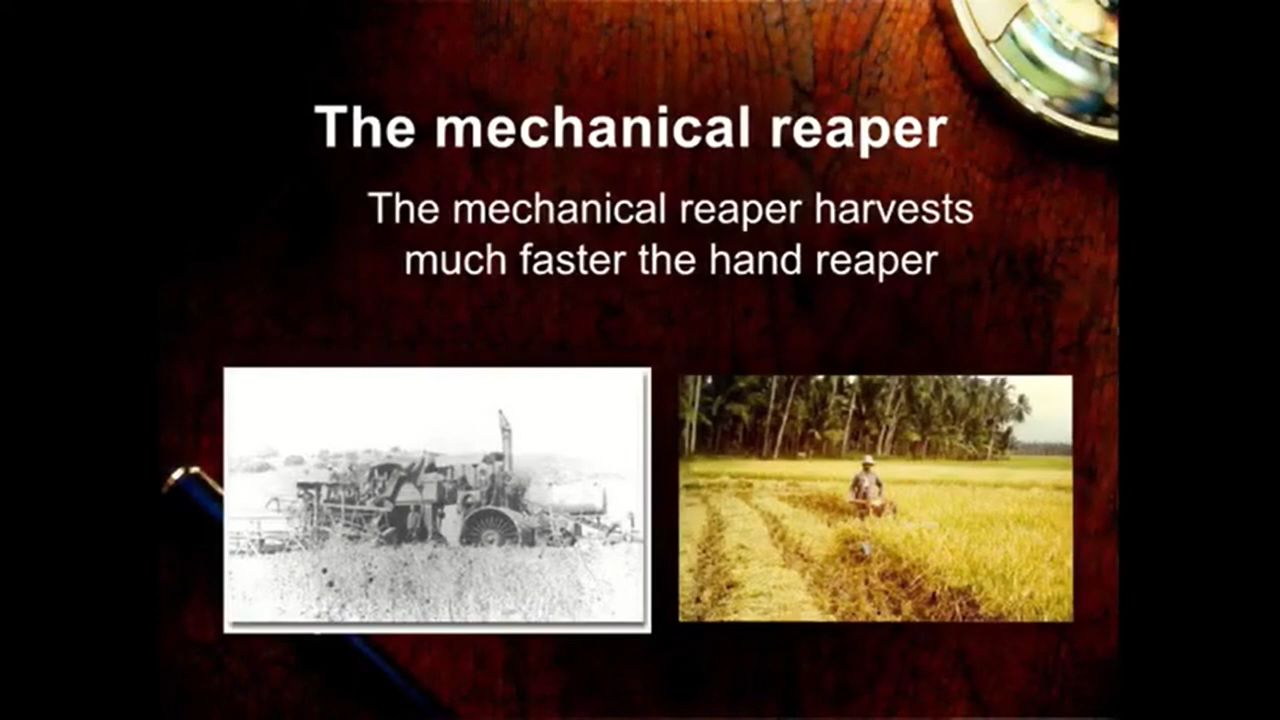 The mechanical reaper
The mechanical reaper harvests
much faster the hand reaper